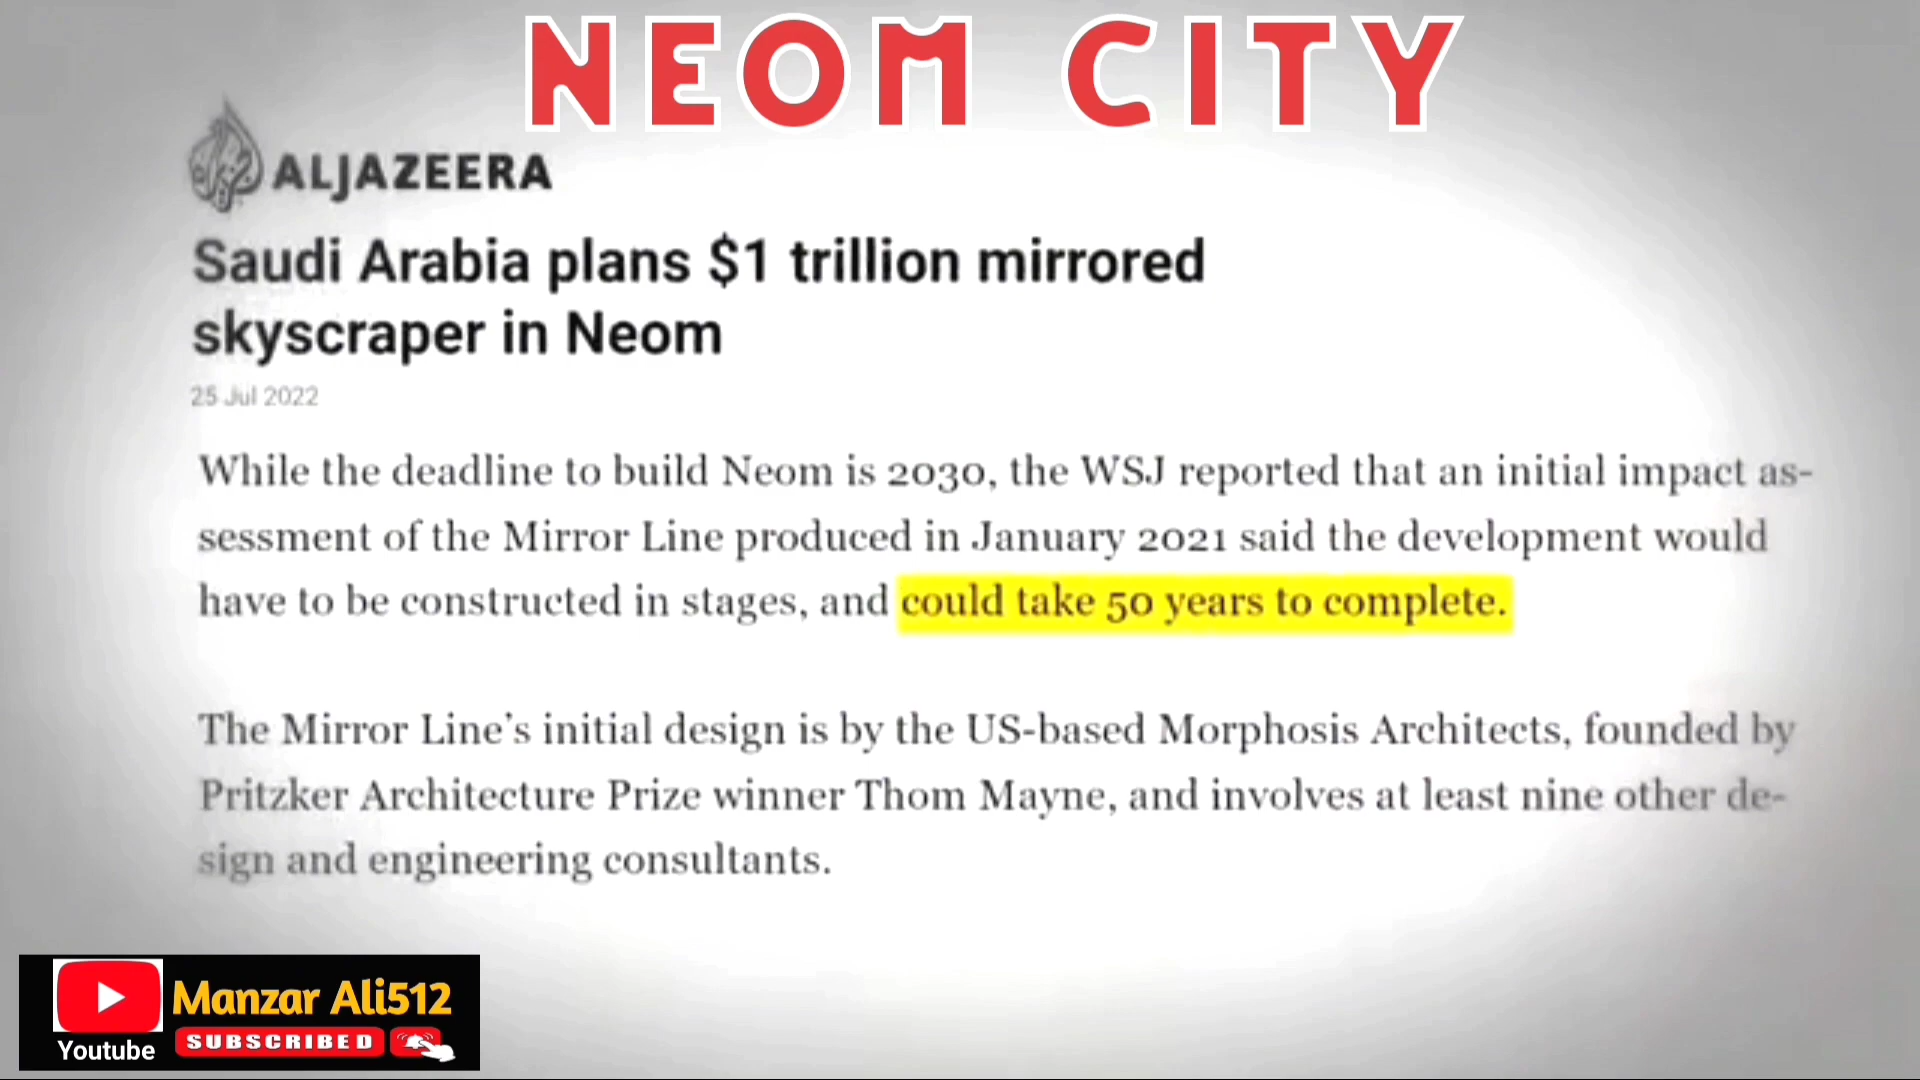 NEOM CITY
ALJAZEERA
Saudi Arabia plans $1 trillion mirrored
skyscraper in Neom
25 Jul 2022
While the deadline to build Neom is 2030, the WSJ reported that an initial impact as-
sessment of the Mirror Line produced in January 2021 said the development would
have to be constructed in stages, and could take 50 years to complete.
The Mirror Line’s initial design is by the US-based Morphosis Architects, founded by
Pritzker Architecture Prize winner Thom Mayne, and involves at least nine other de-
sign and engineering consultants.
Manzar Ali512
SUBSCRIBED
Youtube